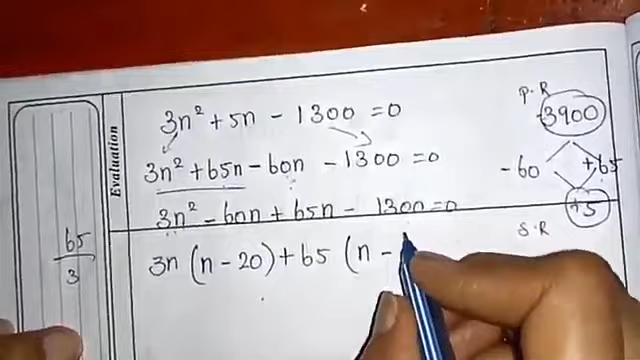 Evaluation
3n² + 5n - 1300 = 0
3n² + 65n - 60n - 1300 = 0
3n² - 60n + 65n - 1300 = 0
3n (n - 20) + 65 (n -
65
3
P.R
-3900
-60 +65
+5
S.R